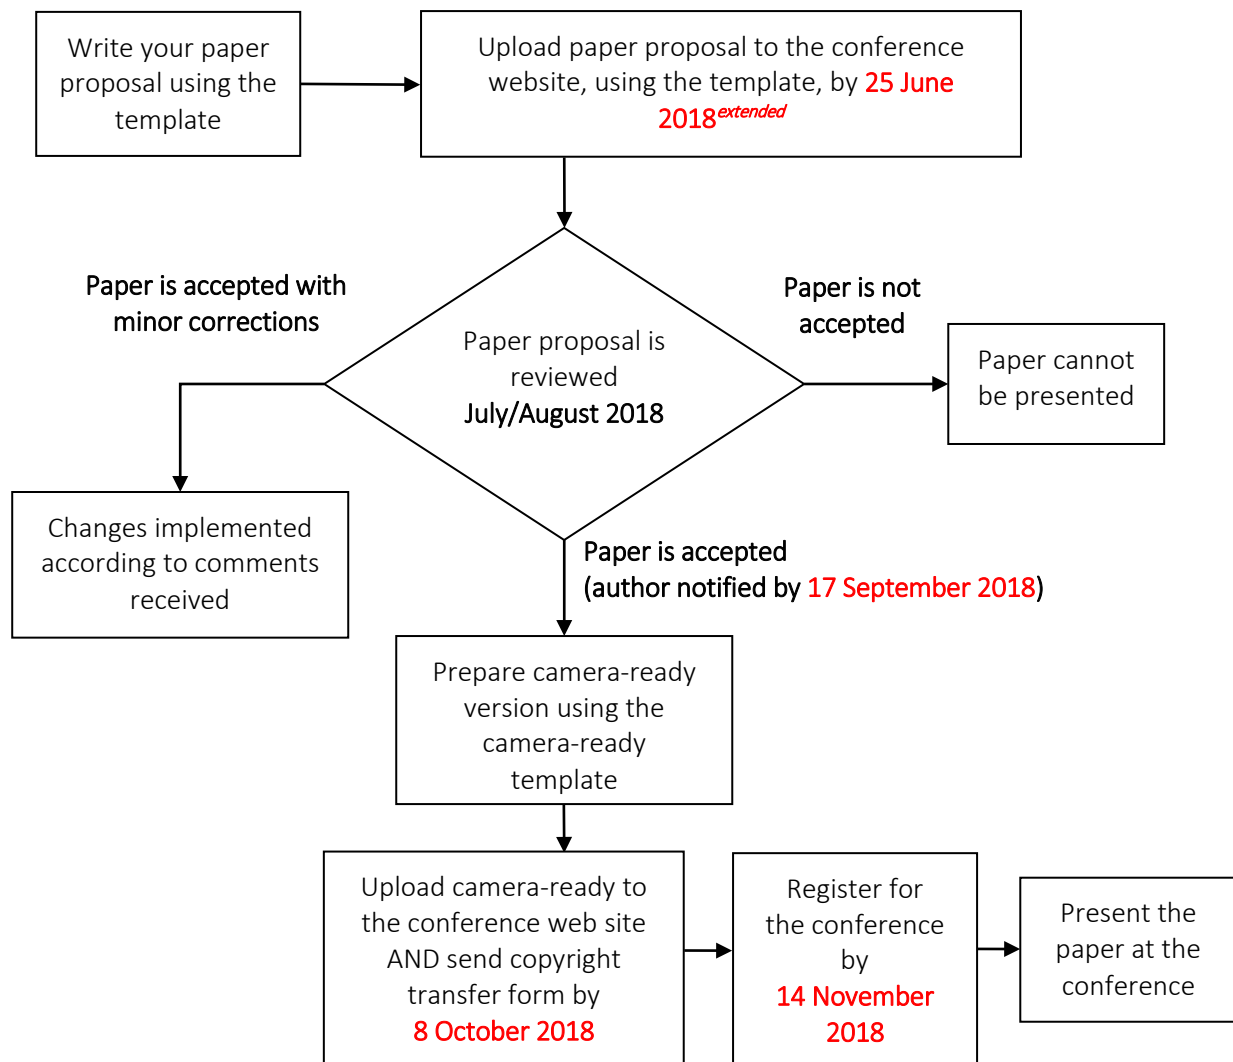 Write your paper
proposal using the
template
Upload paper proposal to the conference
website, using the template, by 25 June
2018extended
Paper is accepted with
minor corrections
Paper is not
accepted
Paper proposal is
reviewed
July/August 2018
Paper cannot
be presented
Changes implemented
according to comments
received
Paper is accepted
(author notified by 17 September 2018)
Prepare camera-ready
version using the
camera-ready
template
Upload camera-ready to
the conference web site
AND send copyright
transfer form by
8 October 2018
Register for
the conference
by
14 November
2018
Present the
paper at the
conference